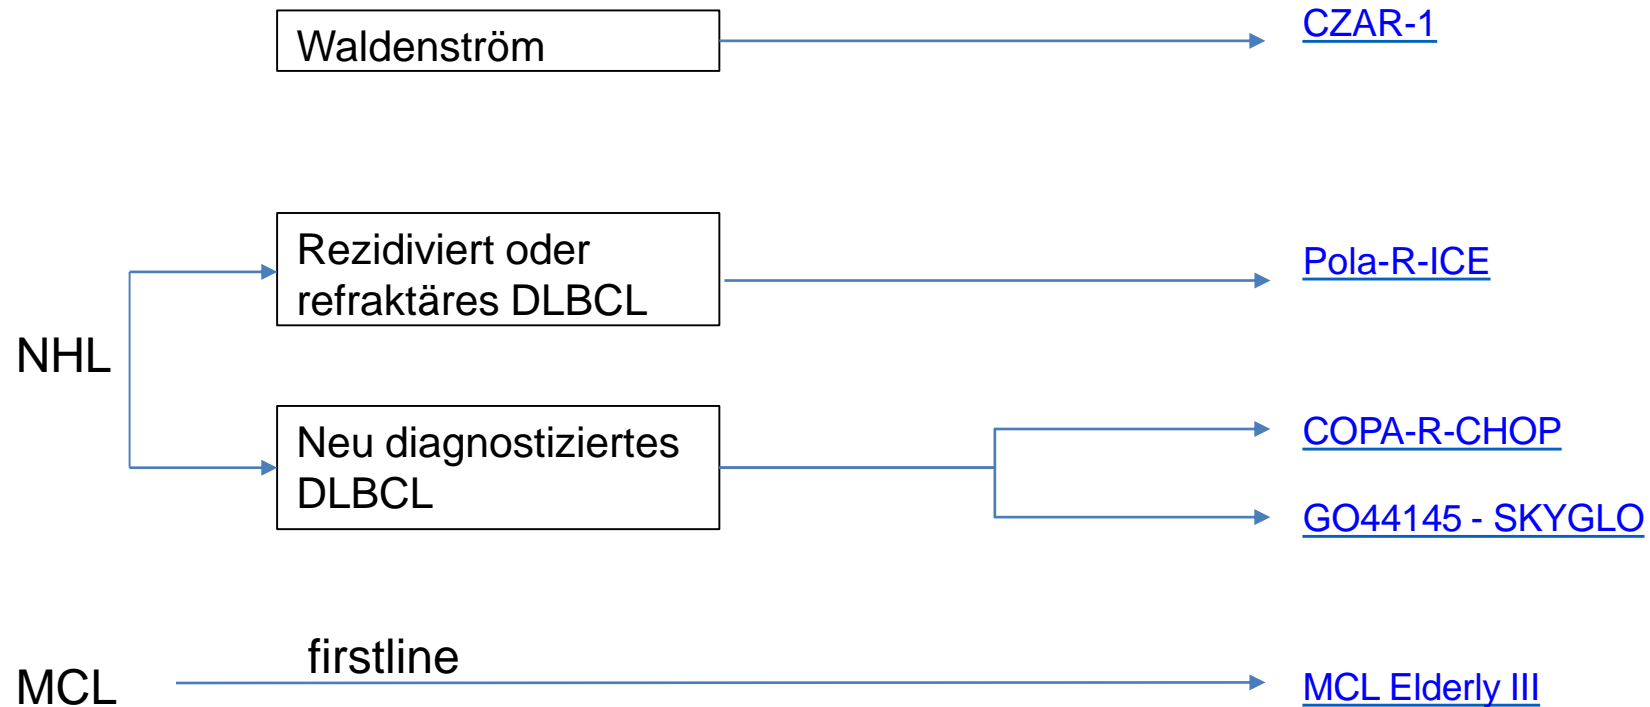 Waldenström
CZAR-1
Rezidiviert oder
refraktäres DLBCL
Pola-R-ICE
NHL
Neu diagnostiziertes
DLBCL
COPA-R-CHOP
GO44145 - SKYGLO
firstline
MCL
MCL Elderly III